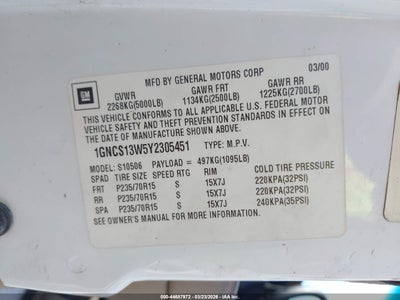 GM
MFD BY GENERAL MOTORS CORP 03/00
GVWR GAWR FRT GAWR RR
2268KG(5000LB) 1134KG(2500LB) 1225KG(2700LB)
THIS VEHICLE CONFORMS TO ALL APPLICABLE U.S. FEDERAL MOTOR
VEHICLE SAFETY AND THEFT PREVENTION STANDARDS IN EFFECT ON
THE DATE OF MANUFACTURE SHOWN ABOVE.
1GNCS13W5Y2305451 TYPE: M.P.V.
MODEL: S10506 PAYLOAD = 497KG(1095LB)
SPAD TIRE SIZE SPEED RTG RIM COLD TIRE PRESSURE
FRT P235/70R15 S 15X7J 220KPA(32PSI)
RR P235/70R15 S 15X7J 220KPA(32PSI)
SPA P235/70R15 S 15X7J 240KPA(35PSI)
SEE OWNER'S MANUAL FOR MORE INFORMATION.
© IAA
(000-44687972 - 03/23/2026 - 0000)